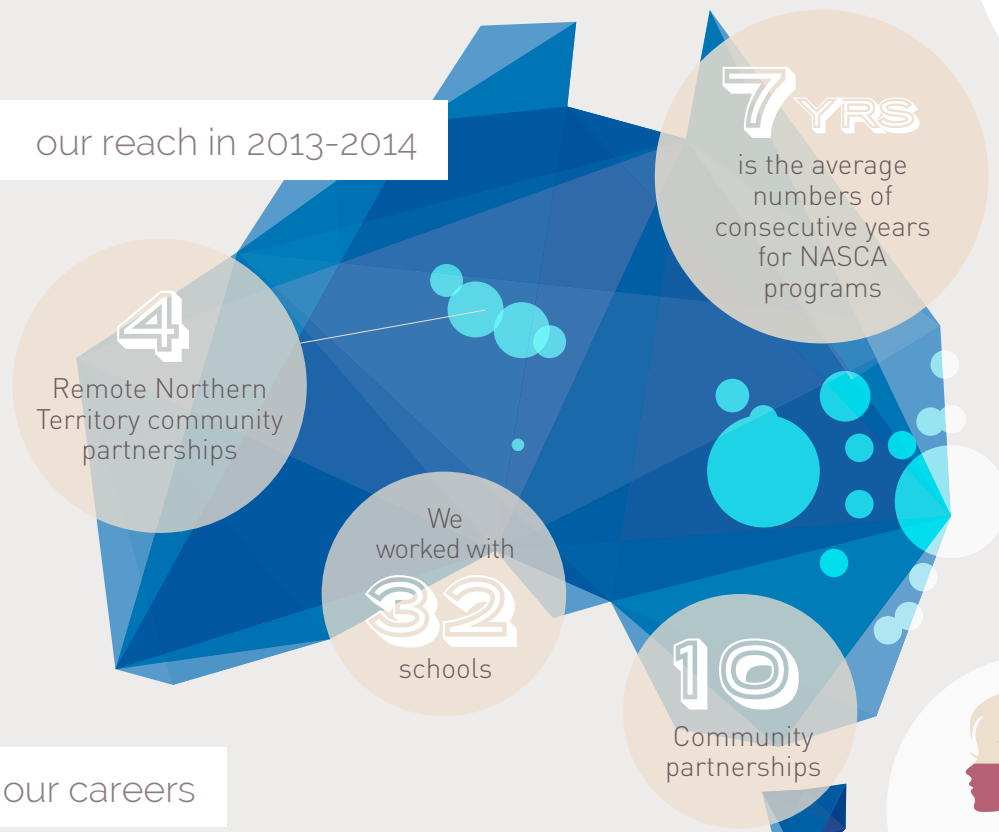 our reach in 2013-2014
7 YRS
is the average
numbers of
consecutive years
for NASCA
programs
4
Remote Northern
Territory community
partnerships
We
worked with
32
schools
10
Community
partnerships
our careers